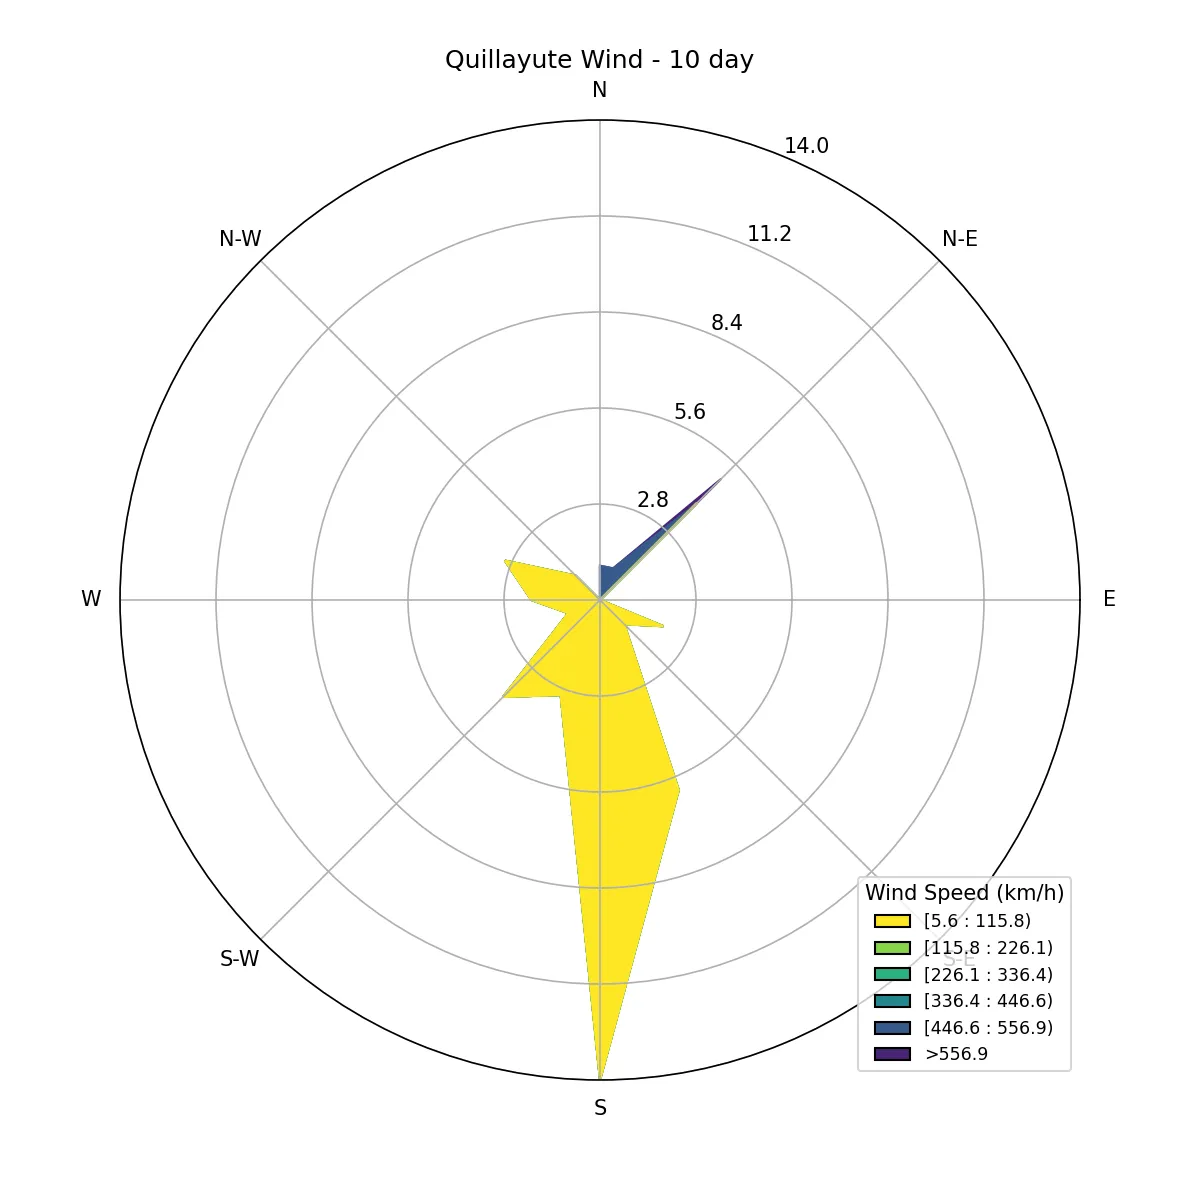 Quillayute Wind - 10 day
N
14.0
N-W
11.2
N-E
8.4
5.6
2.8
W
E
S-W
S-E
S
Wind Speed (km/h)
[5.6 : 115.8)
[115.8 : 226.1)
[226.1 : 336.4)
[336.4 : 446.6)
[446.6 : 556.9)
>556.9